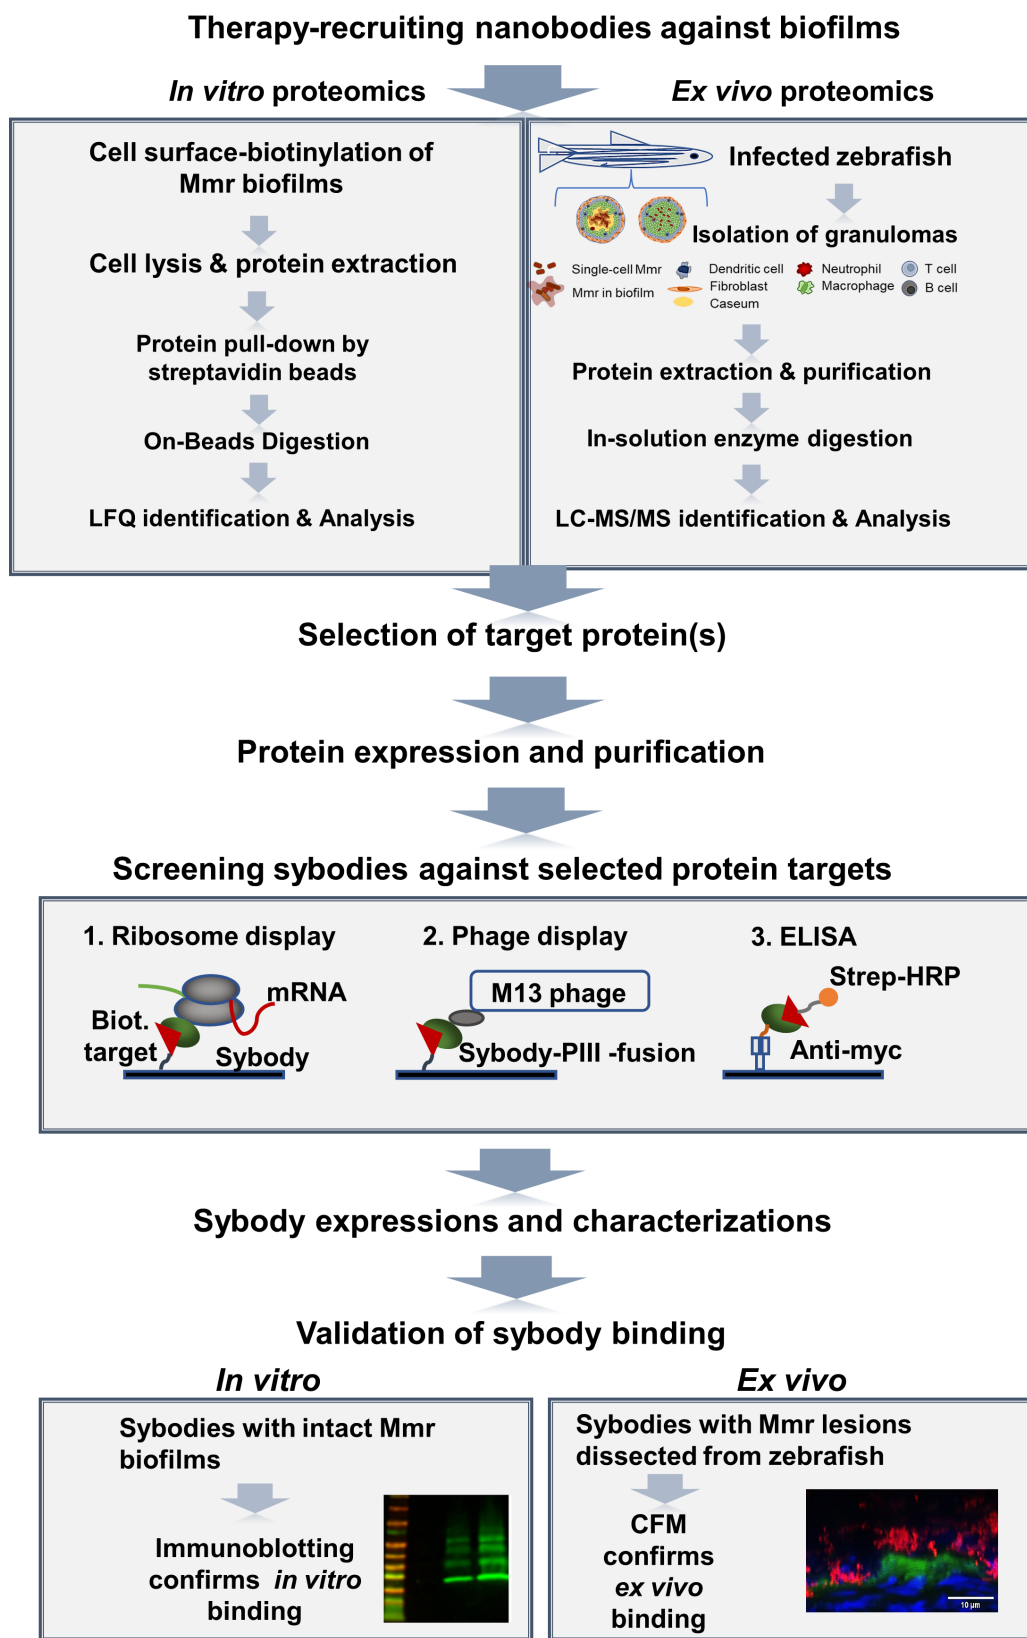 Therapy-recruiting nanobodies against biofilms
In vitro proteomics
Cell surface-biotinylation of
Mmr biofilms
Cell lysis & protein extraction
Protein pull-down by
streptavidin beads
On-Beads Digestion
LFQ identification & Analysis
Ex vivo proteomics
Infected zebrafish
Isolation of granulomas
Single-cell Mmr
Mmr in biofilm
Dendritic cell
Fibroblast
Caseum
Neutrophil
Macrophage
T cell
B cell
Protein extraction & purification
In-solution enzyme digestion
LC-MS/MS identification & Analysis
Selection of target protein(s)
Protein expression and purification
Screening sybodies against selected protein targets
1. Ribosome display
mRNA
Biot.
target
Sybody
2. Phage display
M13 phage
Sybody-PIII -fusion
3. ELISA
Strep-HRP
Anti-myc
Sybody expressions and characterizations
Validation of sybody binding
In vitro
Sybodies with intact Mmr
biofilms
Immunoblotting
confirms in vitro
binding
Ex vivo
Sybodies with Mmr lesions
dissected from zebrafish
CFM
confirms
ex vivo
binding
10 µm